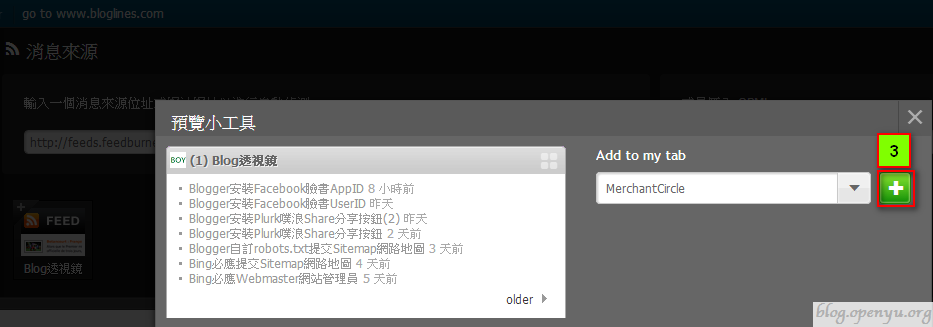 go to www.bloglines.com
消息來源
輸入一個消息來源位址
http://feeds.feedburne
FEED
Blog透視鏡
預覽小工具
BOY (1) Blog透視鏡
Blogger安裝Facebook臉書AppID 8 小時前
Blogger安裝Facebook臉書UserID 昨天
Blogger安裝Plurk噗浪Share分享按鈕(2) 昨天
Blogger安裝Plurk噗浪Share分享按鈕 2 天前
Blogger自訂robots.txt提交Sitemap網路地圖 3 天前
Bing必應提交Sitemap網路地圖 4 天前
Bing必應Webmaster網站管理員 5 天前
older
Add to my tab
3
MerchantCircle
blog.openyu.org